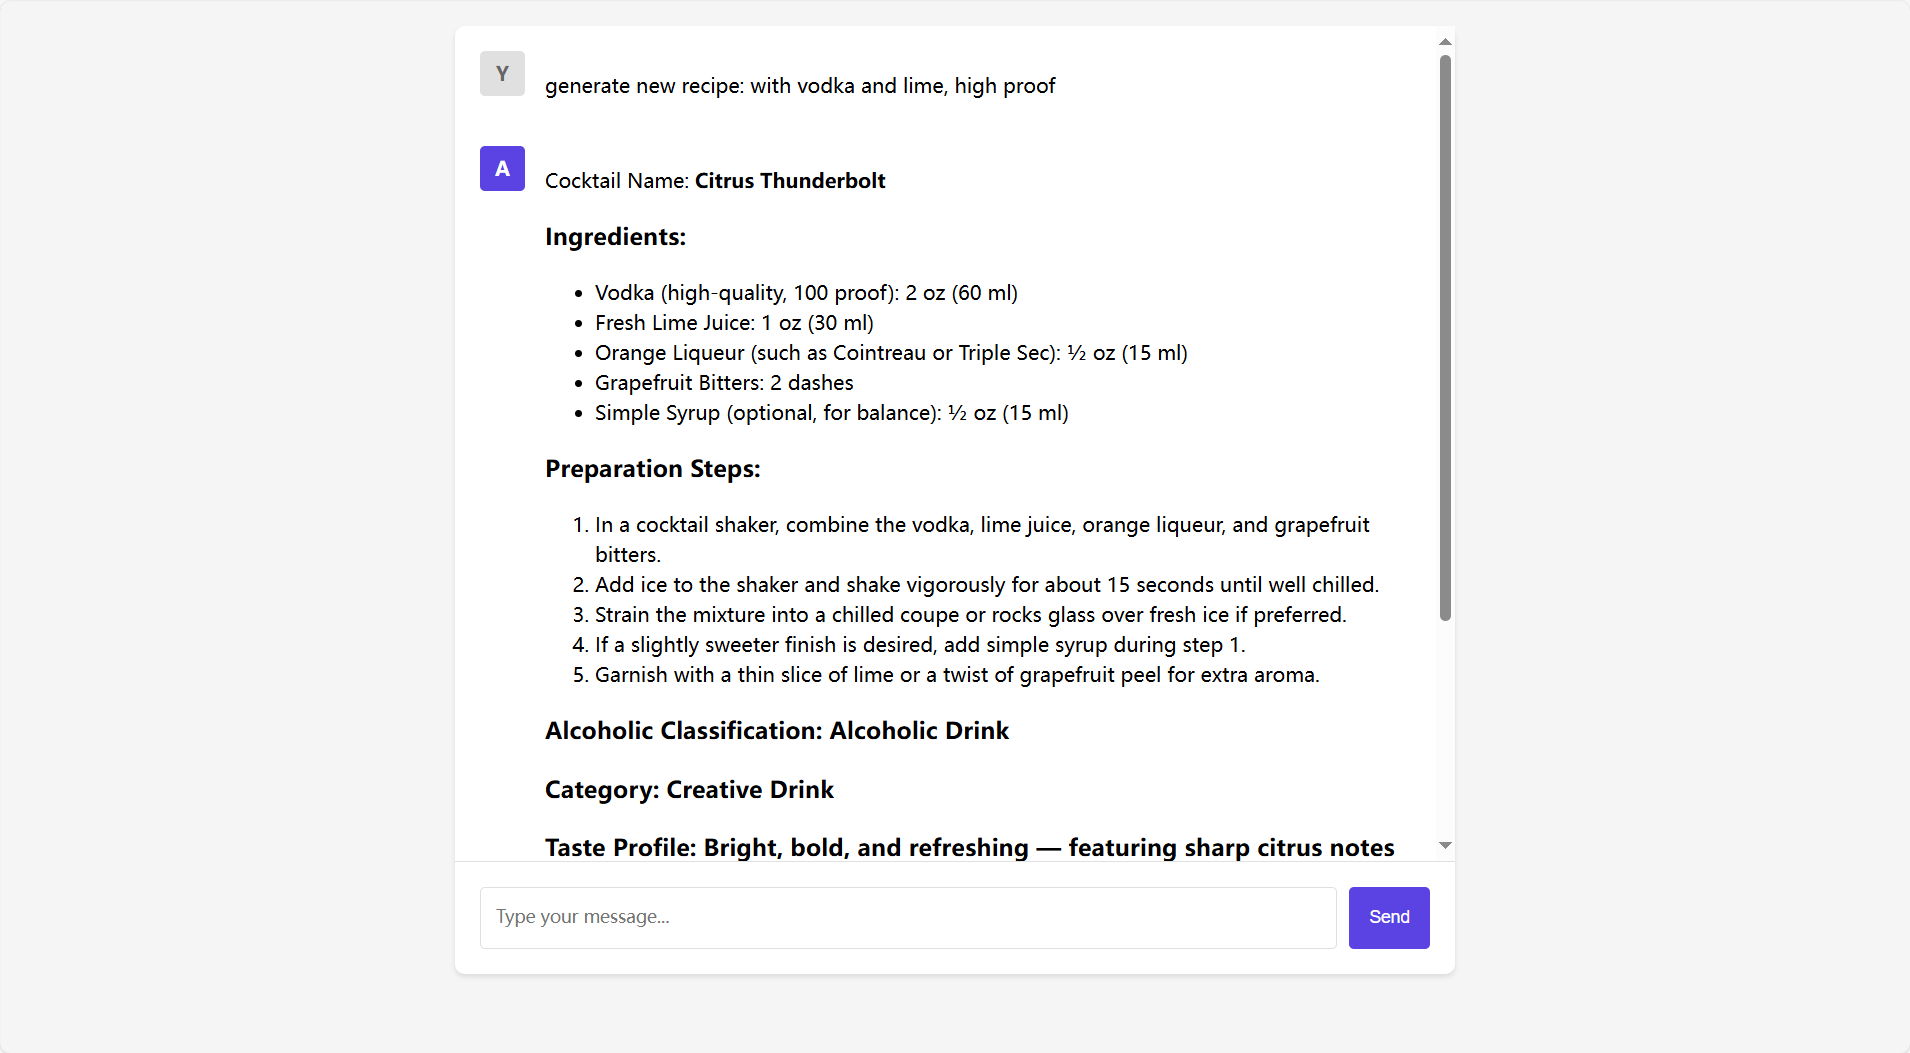 Y
generate new recipe: with vodka and lime, high proof
A
Cocktail Name: Citrus Thunderbolt
Ingredients:
• Vodka (high-quality, 100 proof): 2 oz (60 ml)
• Fresh Lime Juice: 1 oz (30 ml)
• Orange Liqueur (such as Cointreau or Triple Sec): ½ oz (15 ml)
• Grapefruit Bitters: 2 dashes
• Simple Syrup (optional, for balance): ½ oz (15 ml)
Preparation Steps:
1. In a cocktail shaker, combine the vodka, lime juice, orange liqueur, and grapefruit
bitters.
2. Add ice to the shaker and shake vigorously for about 15 seconds until well chilled.
3. Strain the mixture into a chilled coupe or rocks glass over fresh ice if preferred.
4. If a slightly sweeter finish is desired, add simple syrup during step 1.
5. Garnish with a thin slice of lime or a twist of grapefruit peel for extra aroma.
Alcoholic Classification: Alcoholic Drink
Category: Creative Drink
Taste Profile: Bright, bold, and refreshing — featuring sharp citrus notes
Type your message...
Send